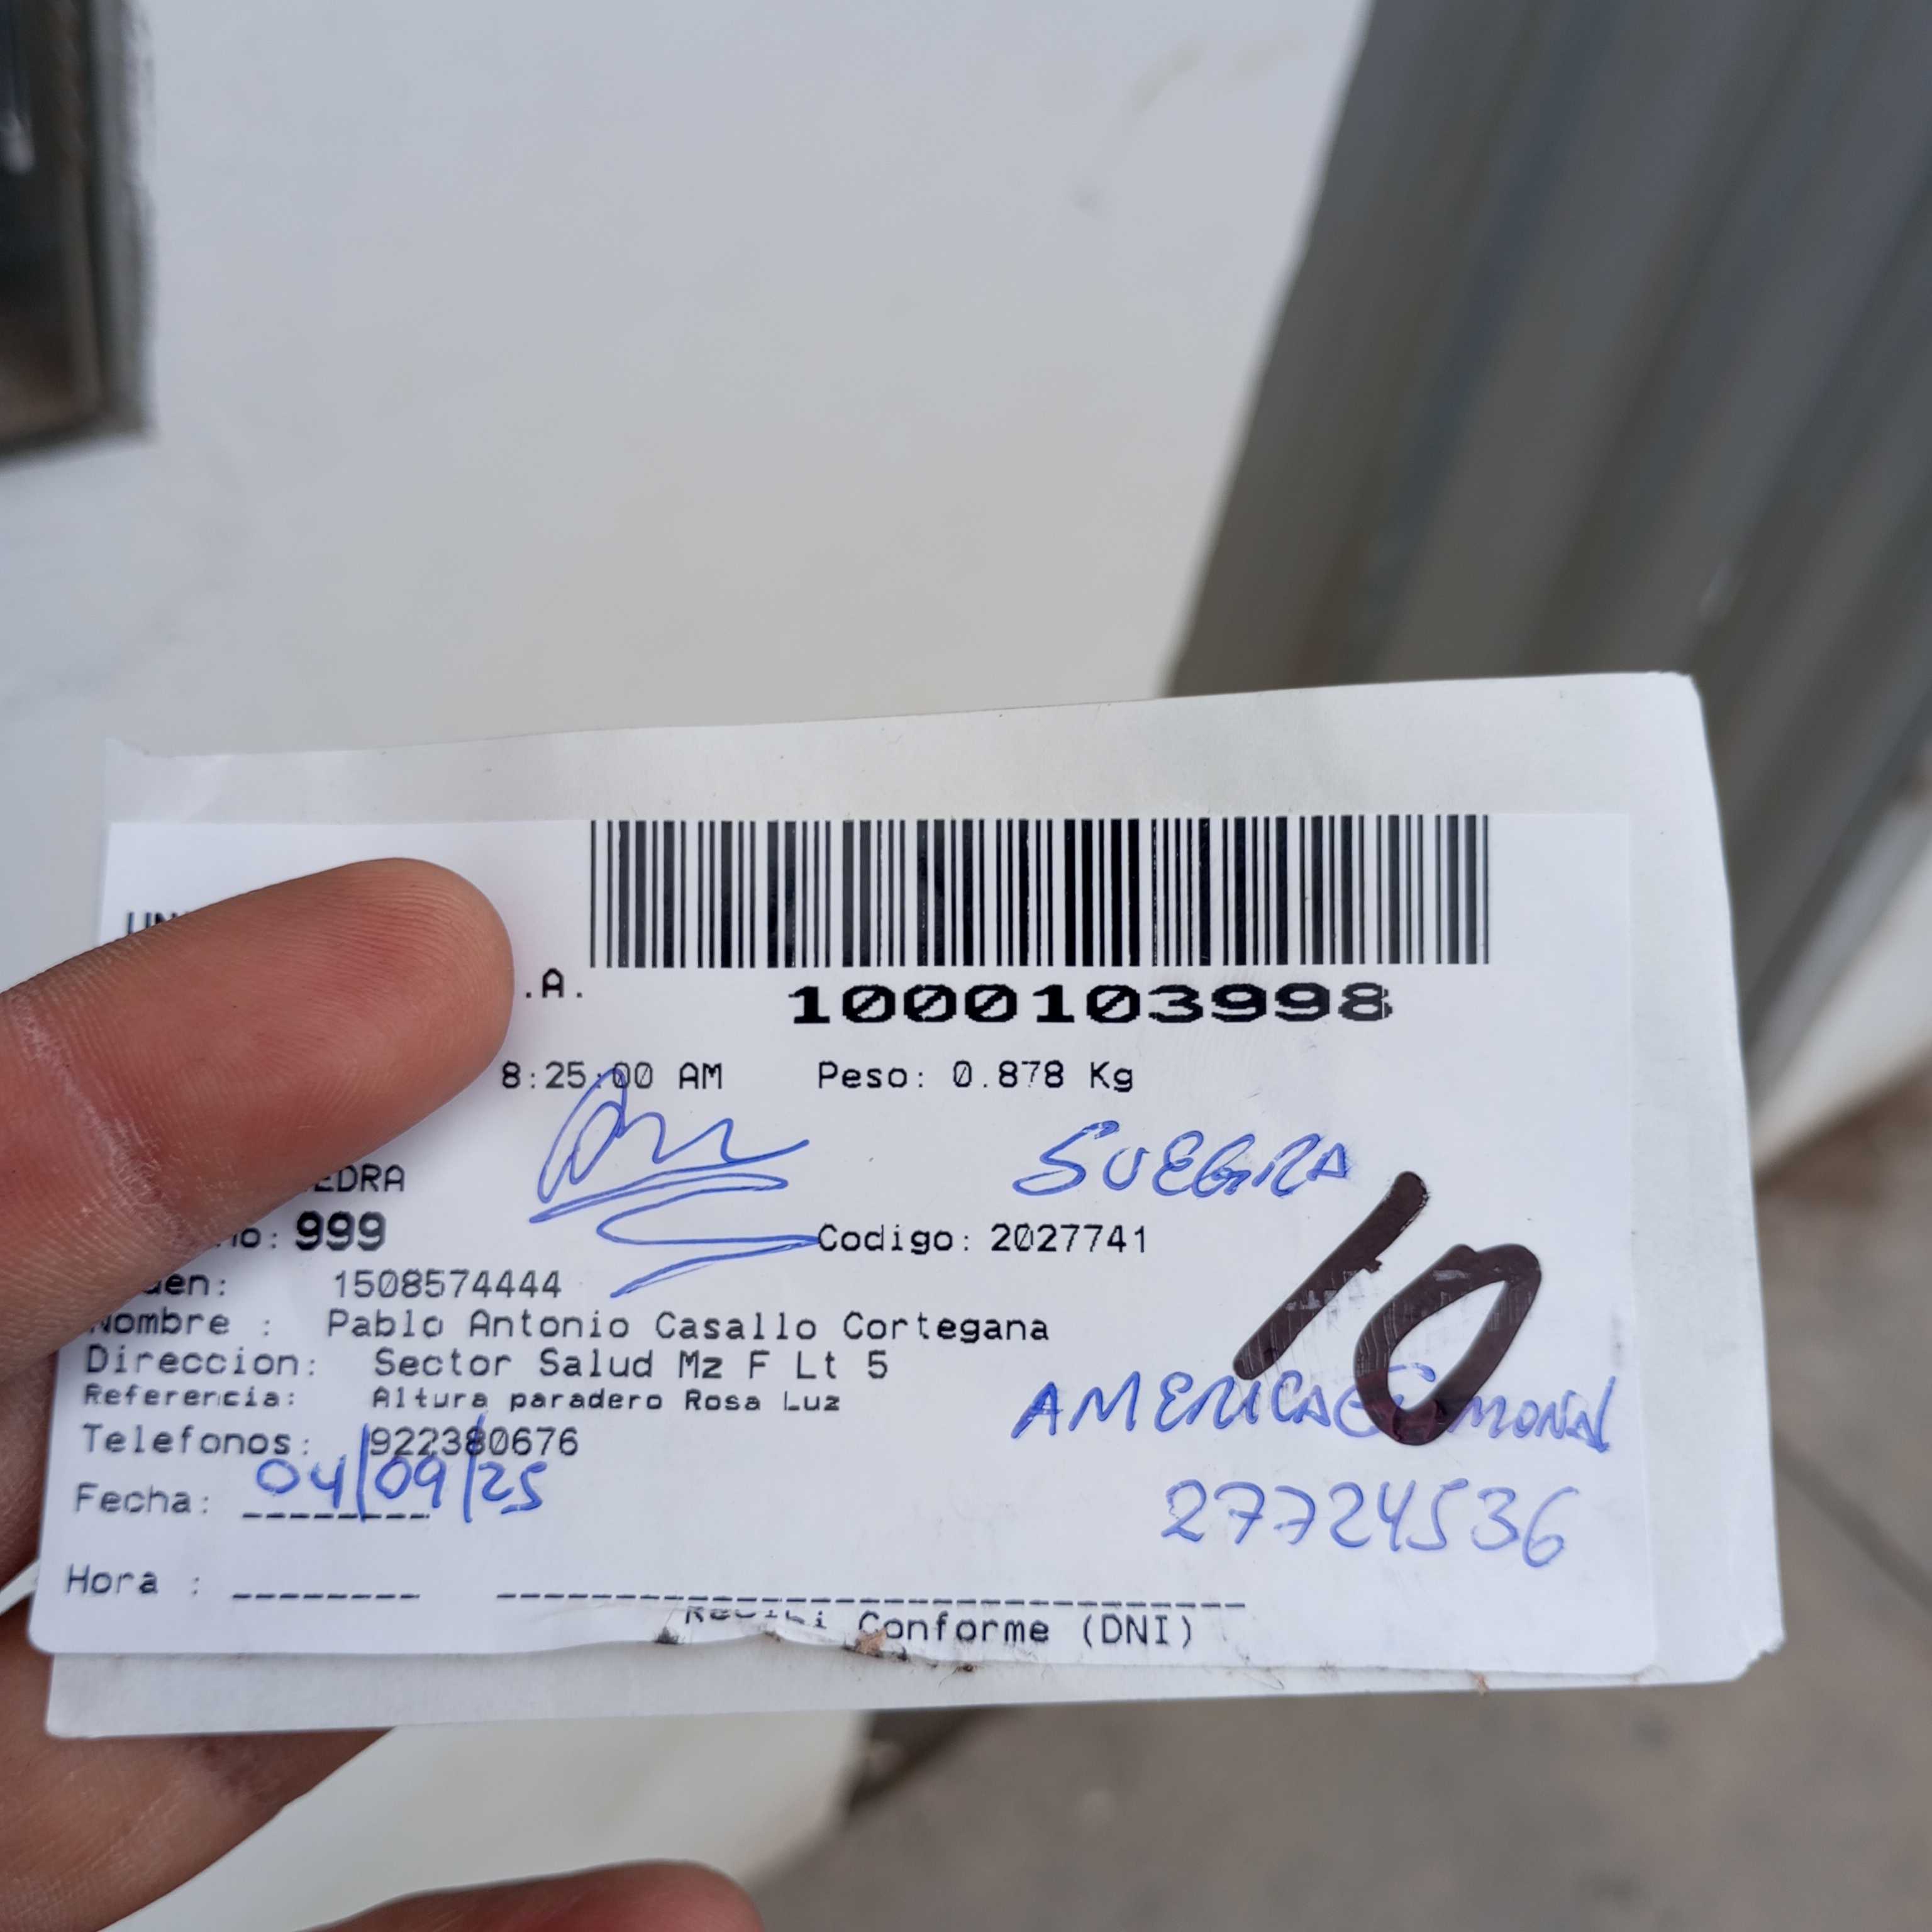 .A.
1000103998
8:25:00 AM Peso: 0.878 Kg
SUEGRA
EDRA
999 Codigo: 2027741
1508574444
Nombre : Pablo Antonio Casallo Cortegana
10
Direccion: Sector Salud Mz F Lt 5
Referencia: Altura paradero Rosa Luz
AMERICA
Telefonos: 922380676
Fecha: 04/09/25
27724536
Hora :
Recibi Conforme (DNI)